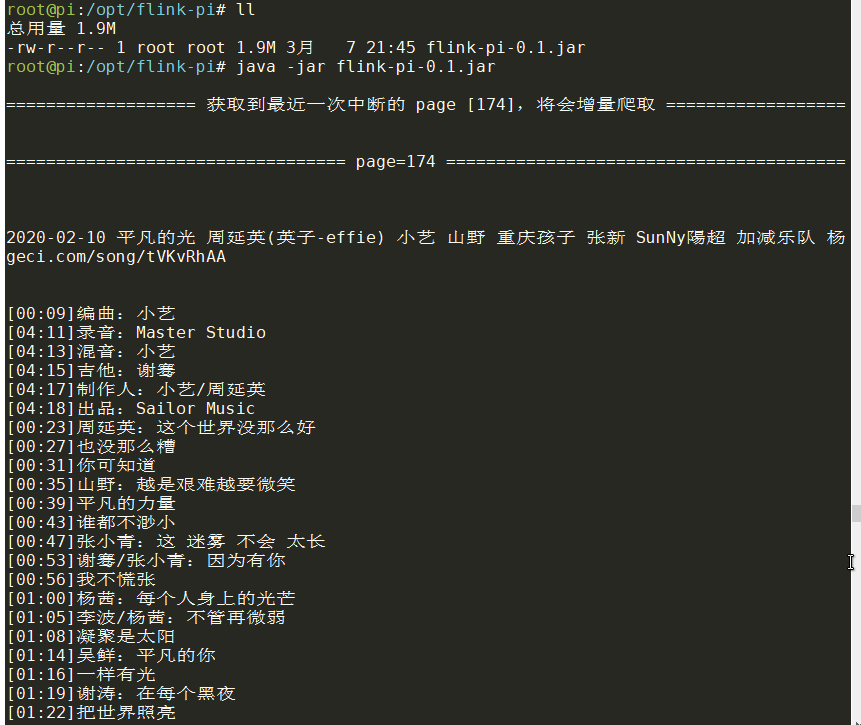 root@pi:/opt/flink-pi# ll
总用量 1.9M
-rw-r--r-- 1 root root 1.9M 3月   7 21:45 flink-pi-0.1.jar
root@pi:/opt/flink-pi# java -jar flink-pi-0.1.jar
=================== 获取到最近一次中断的 page [174], 将会增量爬取 ==================
================================== page=174 ========================================
2020-02-10 平凡的光 周延英(英子-effie) 小艺 山野 重庆孩子 张新 SunNy陽超 加减乐队 杨
geci.com/song/tVKvRhAA
[00:09]编曲：小艺
[04:11]录音：Master Studio
[04:13]混音：小艺
[04:15]吉他：谢骞
[04:17]制作人：小艺/周延英
[04:18]出品：Sailor Music
[00:23]周延英：这个世界没那么好
[00:27]也没那么糟
[00:31]你可知道
[00:35]山野：越是艰难越要微笑
[00:39]平凡的力量
[00:43]谁都不渺小
[00:47]张小青：这 迷雾 不会 太长
[00:53]谢骞/张小青：因为有你
[00:56]我不慌张
[01:00]杨茜：每个人身上的光芒
[01:05]李波/杨茜：不管再微弱
[01:08]凝聚是太阳
[01:14]吴鲜：平凡的你
[01:16]一样有光
[01:19]谢涛：在每个黑夜
[01:22]把世界照亮